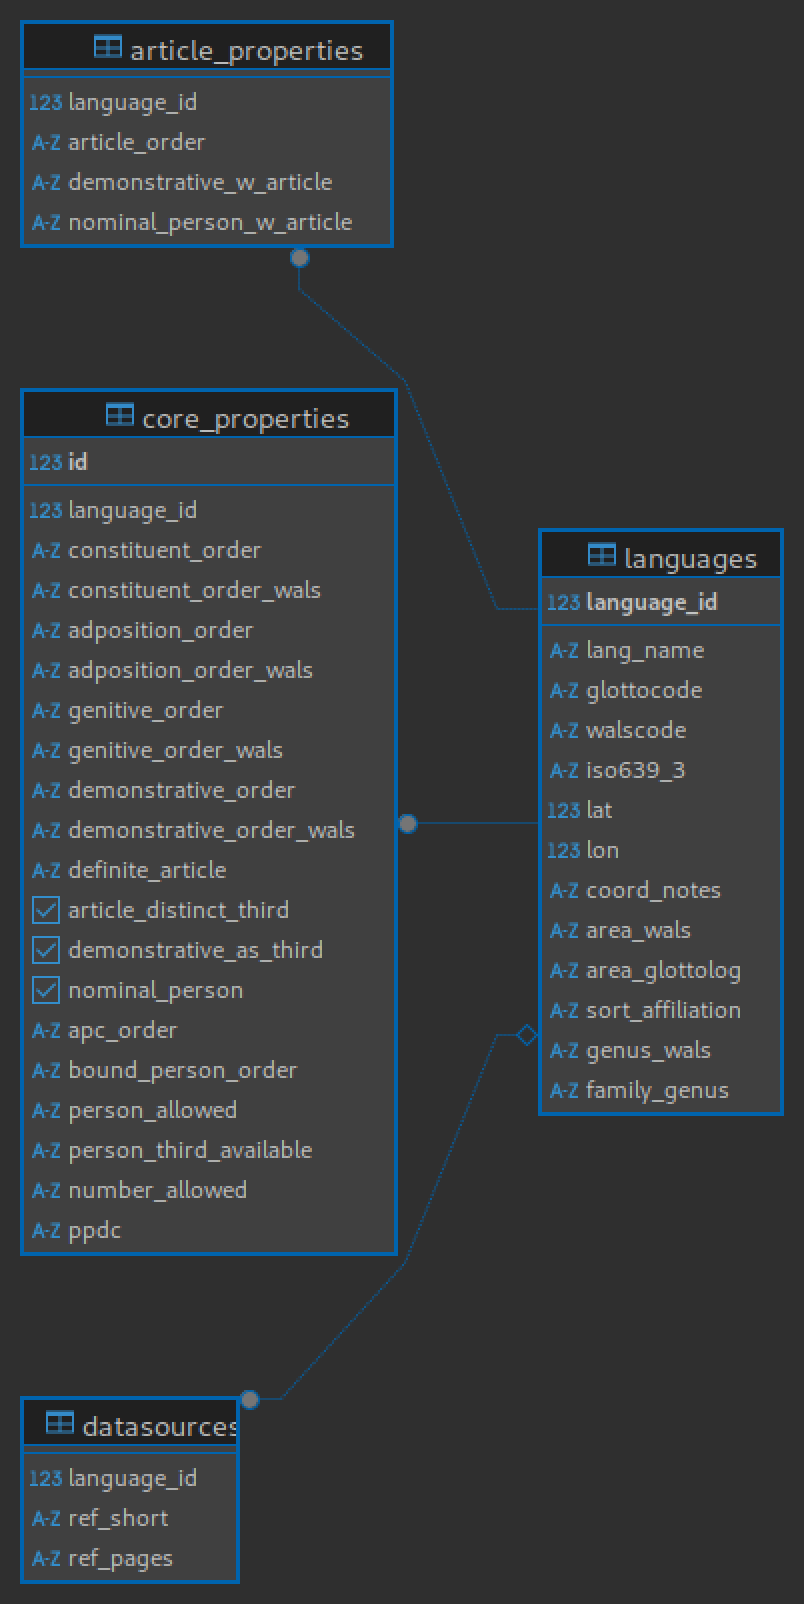 article_properties
123 language_id
A-Z article_order
A-Z demonstrative_w_article
A-Z nominal_person_w_article
core_properties
123 id
123 language_id
A-Z constituent_order
A-Z constituent_order_wals
A-Z adposition_order
A-Z adposition_order_wals
A-Z genitive_order
A-Z genitive_order_wals
A-Z demonstrative_order
A-Z demonstrative_order_wals
A-Z definite_article
article_distinct_third
demonstrative_as_third
nominal_person
A-Z apc_order
A-Z bound_person_order
A-Z person_allowed
A-Z person_third_available
A-Z number_allowed
A-Z ppdc
languages
123 language_id
A-Z lang_name
A-Z glottocode
A-Z walscode
A-Z iso639_3
123 lat
123 lon
A-Z coord_notes
A-Z area_wals
A-Z area_glottolog
A-Z sort_affiliation
A-Z genus_wals
A-Z family_genus
datasources
123 language_id
A-Z ref_short
A-Z ref_pages